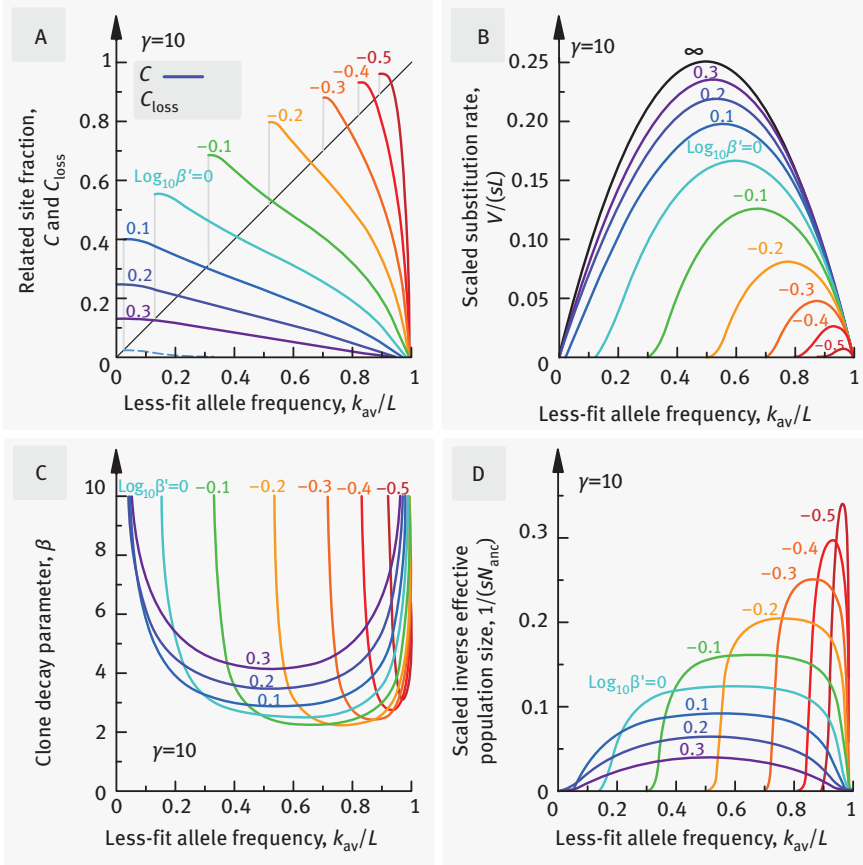 A
γ=10
C
C_loss
Related site fraction,
C and C_loss
1
0.8
0.6
0.4
0.2
0
-0.5
-0.4
-0.3
-0.2
-0.1
Log10β'=0
0.1
0.2
0.3
0 0.2 0.4 0.6 0.8 1
Less-fit allele frequency, k_av/L
B
γ=10
∞
Scaled substitution rate,
V/(sL)
0.25
0.20
0.15
0.10
0.05
0
0.3
0.2
0.1
Log10β'=0
-0.1
-0.2
-0.3
-0.4
-0.5
0 0.2 0.4 0.6 0.8 1
Less-fit allele frequency, k_av/L
C
Clone decay parameter, β
10
8
6
4
2
0
Log10β'=0
-0.1
-0.2
-0.3
-0.4
-0.5
0.3
0.2
0.1
γ=10
0 0.2 0.4 0.6 0.8 1
Less-fit allele frequency, k_av/L
D
γ=10
Scaled inverse effective
population size, 1/(sN_anc)
0.3
0.2
0.1
0
-0.5
-0.4
-0.3
-0.2
-0.1
Log10β'=0
0.1
0.2
0.3
0 0.2 0.4 0.6 0.8 1
Less-fit allele frequency, k_av/L